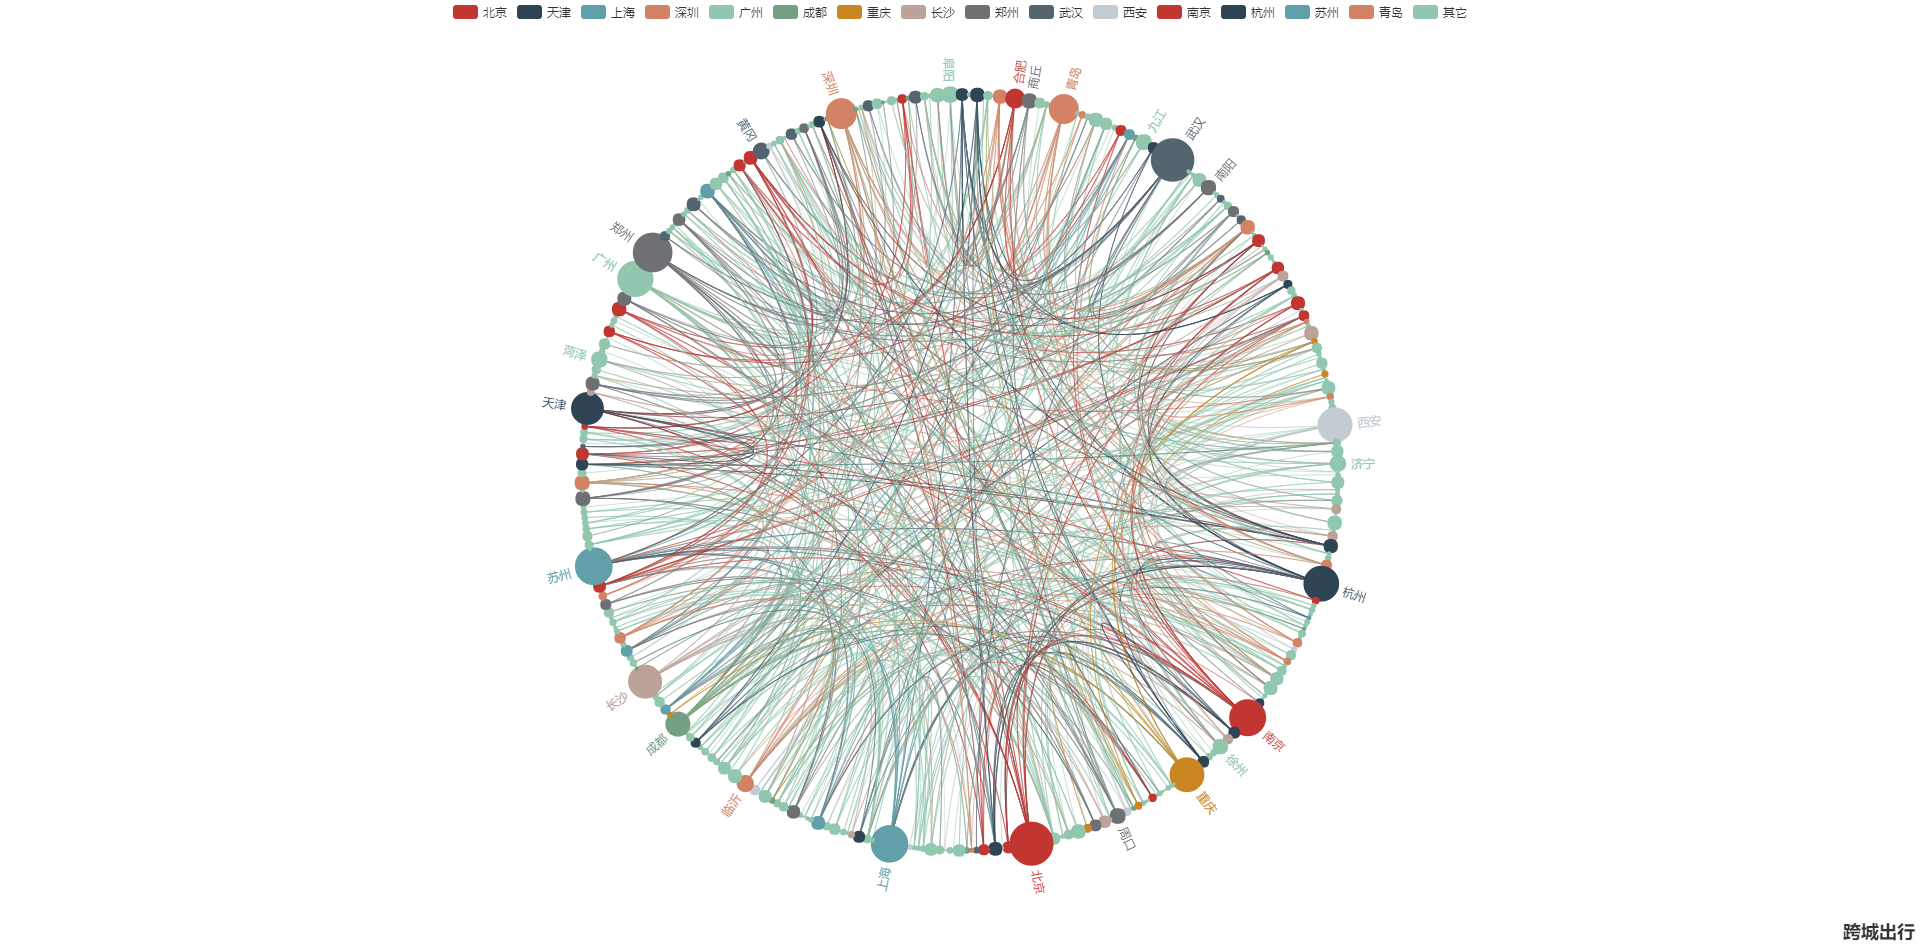 北京 天津 上海 深圳 广州 成都 重庆 长沙 郑州 武汉 西安 南京 杭州 苏州 青岛 其它
阜阳
合肥
商丘
青岛
九江
武汉
南阳
西安
济宁
杭州
南京
徐州
重庆
周口
北京
上海
临沂
成都
长沙
苏州
天津
菏泽
广州
郑州
黄冈
深圳
跨城出行